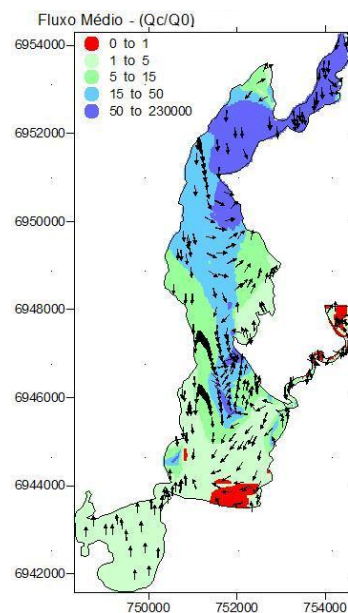 Fluxo Médio - (Qc/Q0)
6954000
0 to 1
1 to 5
5 to 15
15 to 50
50 to 230000
6952000
6950000
6948000
6946000
6944000
6942000
750000 752000 754000